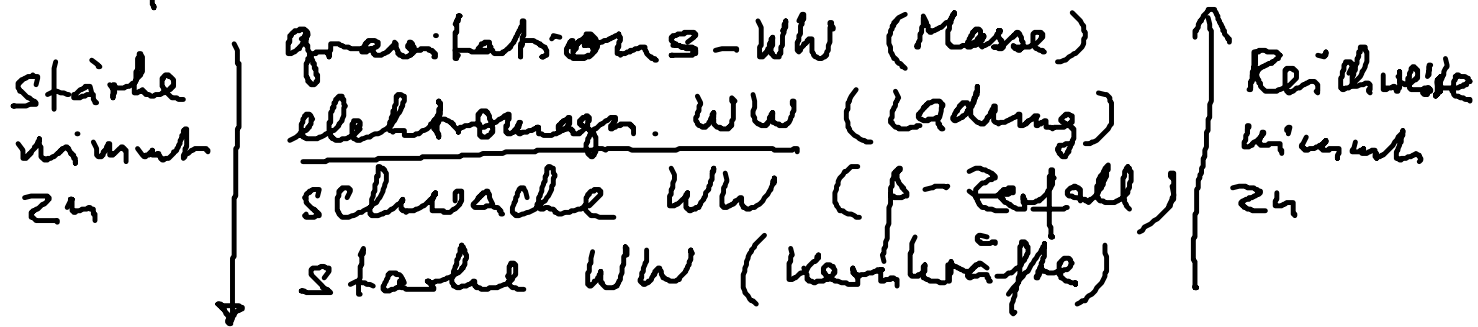 stärke nimmt zu
gravitations-WW (Masse)
elektromagn. WW (Ladung)
schwache WW (β-Zerfall)
starke WW (Kernkräfte)
Reichweite nimmt zu